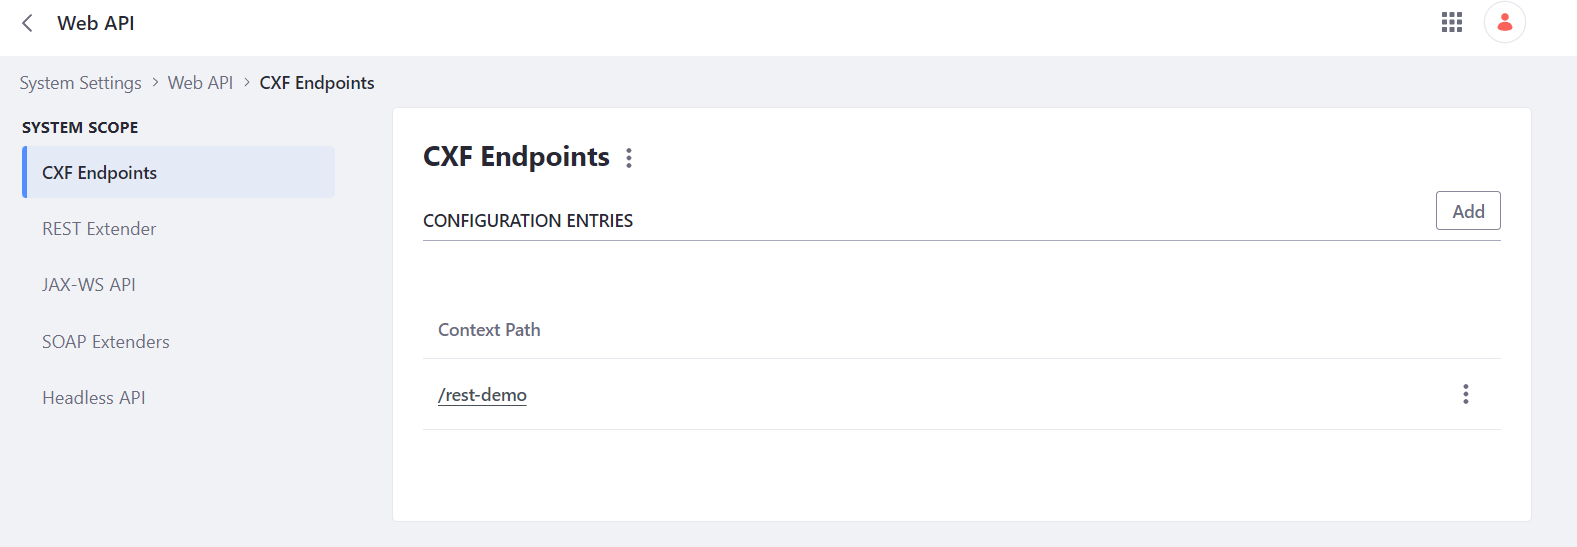 Web API
System Settings > Web API > CXF Endpoints
SYSTEM SCOPE
CXF Endpoints
REST Extender
JAX-WS API
SOAP Extenders
Headless API
CXF Endpoints
CONFIGURATION ENTRIES
Add
Context Path
/rest-demo